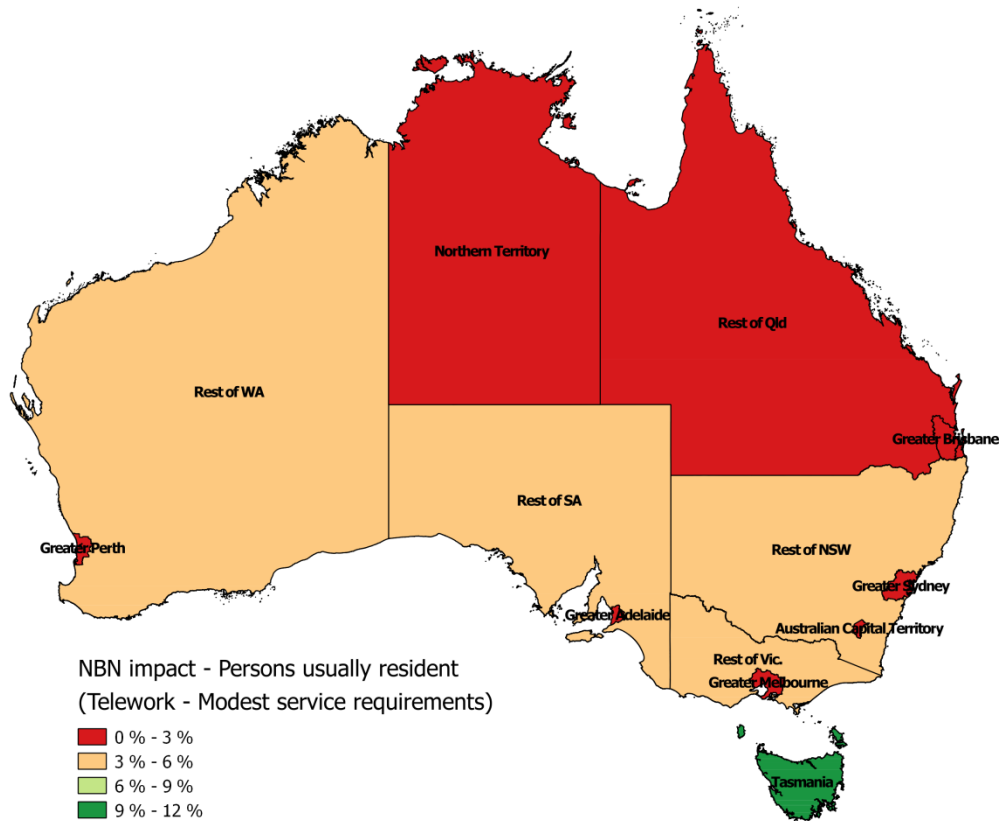 Northern Territory
Rest of Qld
Rest of WA
Greater Brisbane
Rest of SA
Greater Perth
Rest of NSW
Greater Sydney
Greater Adelaide
Australian Capital Territory
Rest of Vic.
Greater Melbourne
NBN impact - Persons usually resident
(Telework - Modest service requirements)
0 % - 3 %
3 % - 6 %
6 % - 9 %
9 % - 12 %
Tasmania